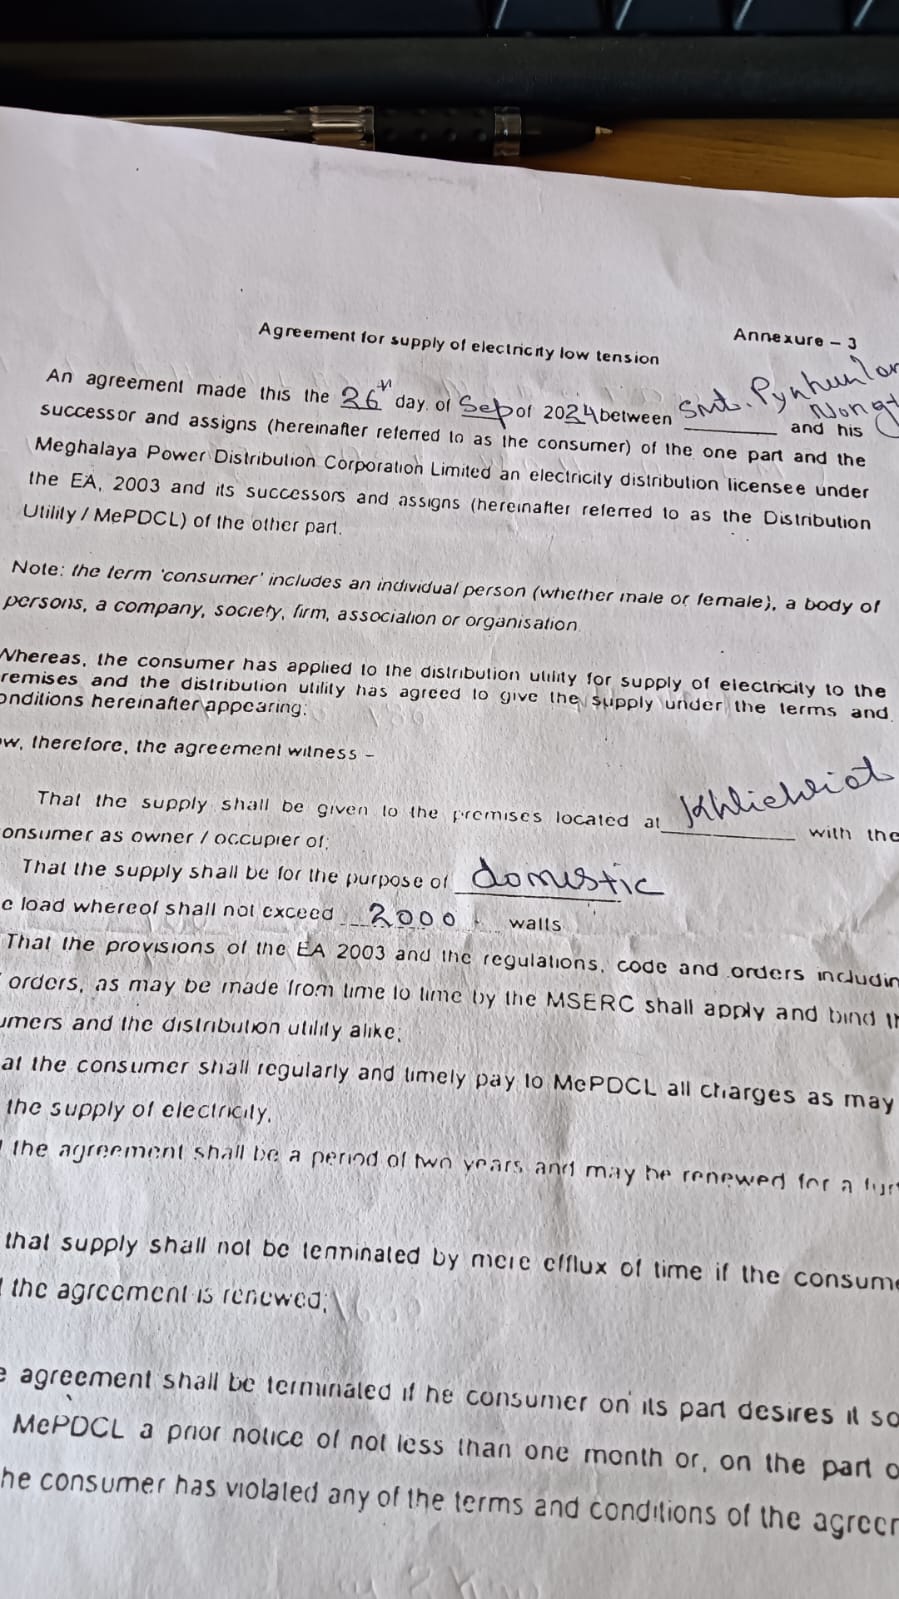 Annexure – 3
Agreement for supply of electricity low tension
An agreement made this the 26th day of Sep of 2024 between Smt. and his
successor and assigns (hereinafter referred to as the consumer) of the one part and the
Meghalaya Power Distribution Corporation Limited an electricity distribution licensee under
the EA, 2003 and its successors and assigns (hereinafter referred to as the Distribution
Utility / MePDCL) of the other part.
Note: the term 'consumer' includes an individual person (whether male or female), a body of
persons, a company, society, firm, association or organisation
Whereas, the consumer has applied to the distribution utility for supply of electricity to the
remises and the distribution utility has agreed to give the supply under the terms and
onditions hereinafter appearing:
ow, therefore, the agreement witness –
That the supply shall be given to the premises located at Khliehriat with the
onsumer as owner / occupier of;
That the supply shall be for the purpose of domestic
e load whereof shall not exceed 2000 watts
That the provisions of the EA 2003 and the regulations, code and orders includin
orders, as may be made from time to time by the MSERC shall apply and bind th
umers and the distribution utility alike;
at the consumer shall regularly and timely pay to MePDCL all charges as may
the supply of electricity.
the agreement shall be a period of two years and may be renewed for a
that supply shall not be terminated by mere efflux of time if the consum
the agreement is renewed;
e agreement shall be terminated if he consumer on its part desires it so
MePDCL a prior notice of not less than one month or, on the part o
he consumer has violated any of the terms and conditions of the agreer